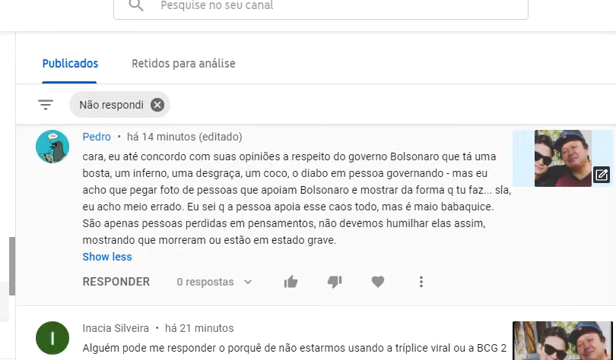 Pesquise no seu canal
Publicados Retidos para análise
Não respondi
Pedro • há 14 minutos (editado)
cara, eu até concordo com suas opiniões a respeito do governo Bolsonaro que tá uma
bosta, um inferno, uma desgraça, um coco, o diabo em pessoa governando - mas eu
acho que pegar foto de pessoas que apoiam Bolsonaro e mostrar da forma q tu faz... sla,
eu acho meio errado. Eu sei q a pessoa apoia esse caos todo, mas é maio babaquice.
São apenas pessoas perdidas em pensamentos, não devemos humilhar elas assim,
mostrando que morreram ou estão em estado grave.
Show less
RESPONDER 0 respostas
I
Inacia Silveira • há 21 minutos
Alguém pode me responder o porquê de não estarmos usando a tríplice viral ou a BCG 2